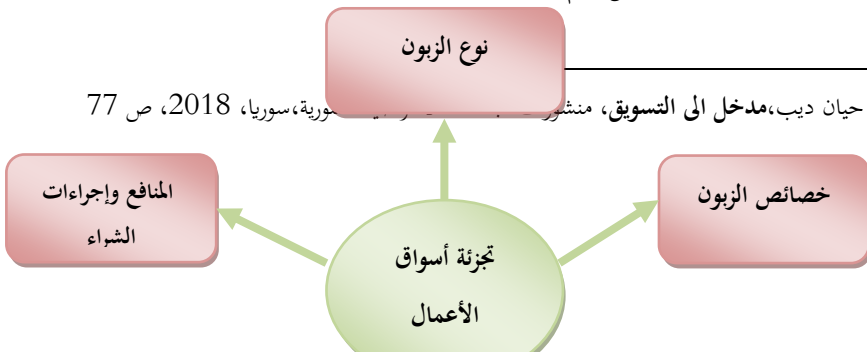 نوع الزبون
حيان ديب،مدخل الى التسويق، سورية،سوريا، 2018، ص 77
المنافع وإجراءات
الشراء
خصائص الزبون
تجزئة أسواق
الأعمال